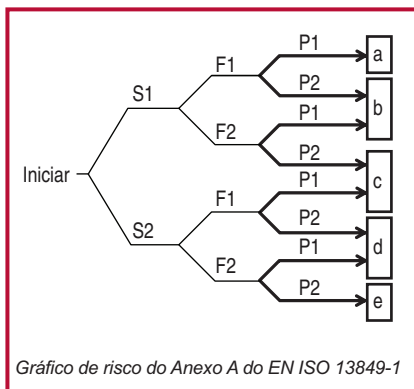 P1
a
F1
P2
S1
P1
b
F2
P2
Iniciar
c
P1
F1
S2
P2
d
P1
F2
P2
e
Gráfico de risco do Anexo A do EN ISO 13849-1